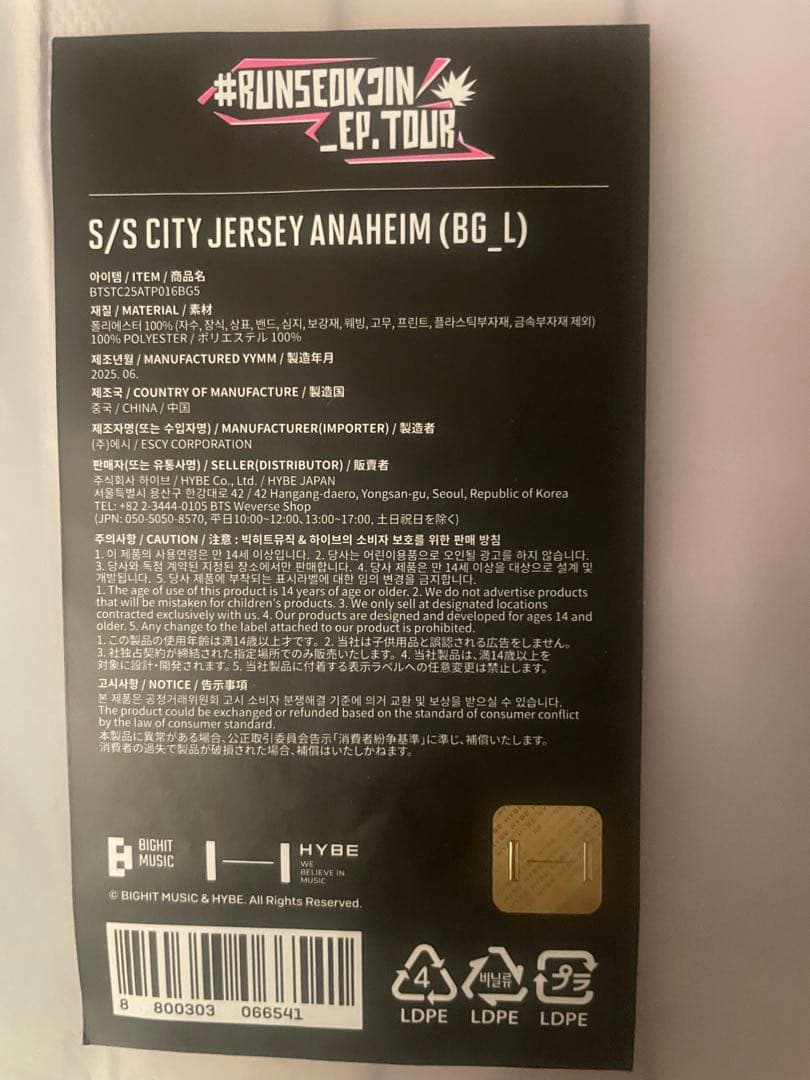 #RUNSEOKJIN
_EP.TOUR
S/S CITY JERSEY ANAHEIM (BG_L)
아이템 / ITEM / 商品名
BTSTC25ATP016BG5
재질 / MATERIAL / 素材
폴리에스터 100% (자수, 장식, 상표, 밴드, 심지, 보강재, 웨빙, 고무, 프린트, 플라스틱부자재, 금속부자재 제외)
100% POLYESTER / ポリエステル 100%
제조년월 / MANUFACTURED YYMM / 製造年月
2025. 06.
제조국 / COUNTRY OF MANUFACTURE / 製造国
중국 / CHINA / 中国
제조자명(또는 수입자명) / MANUFACTURER(IMPORTER) / 製造者
(주)에시 / ESCY CORPORATION
판매자(또는 유통사명) / SELLER(DISTRIBUTOR) / 販売者
주식회사 하이브 / HYBE Co., Ltd. / HYBE JAPAN
서울특별시 용산구 한강대로 42 / 42 Hangang-daero, Yongsan-gu, Seoul, Republic of Korea
TEL: +82 2-3444-0105 BTS Weverse Shop
(JPN: 050-5050-8570, 平日10:00~12:00、13:00~17:00, 土日祝日を除く)
주의사항 / CAUTION / 注意 : 빅히트뮤직 & 하이브의 소비자 보호를 위한 판매 방침
1. 이 제품의 사용연령은 만 14세 이상입니다. 2. 당사는 어린이용품으로 오인될 광고를 하지 않습니다.
3. 당사와 독점 계약된 지정된 장소에서만 판매합니다. 4. 당사 제품은 만 14세 이상을 대상으로 설계 및
개발됩니다. 5. 당사 제품에 부착되는 표시라벨에 대한 임의 변경을 금지합니다.
1. The age of use of this product is 14 years of age or older. 2. We do not advertise products
that will be mistaken for children's products. 3. We only sell at designated locations
contracted exclusively with us. 4. Our products are designed and developed for ages 14 and
older. 5. Any change to the label attached to our product is prohibited.
1. この製品の使用年齢は満14歳以上才です。2. 当社は子供用品と誤認される広告をしません。
3. 社独占契約が締結された指定場所でのみ販売いたします。4. 当社製品は、満14歳以上を
対象に設計・開発されます。5. 当社製品に付着する表示ラベルへの任意変更は禁止します。
고시사항 / NOTICE / 告示事項
본 제품은 공정거래위원회 고시 소비자 분쟁해결 기준에 의거 교환 및 보상을 받으실 수 있습니다.
The product could be exchanged or refunded based on the standard of consumer conflict
by the law of consumer standard.
本製品に異常がある場合、公正取引委員会告示「消費者紛争基準」に準じ、補償いたします。
消費者の過失で製品が破損された場合、補償はいたしかねます。
BIGHIT
MUSIC
HYBE
WE
BELIEVE IN
MUSIC
© BIGHIT MUSIC & HYBE. All Rights Reserved.
8 800303 066541
4
LDPE
비닐류
LDPE
プラ
LDPE